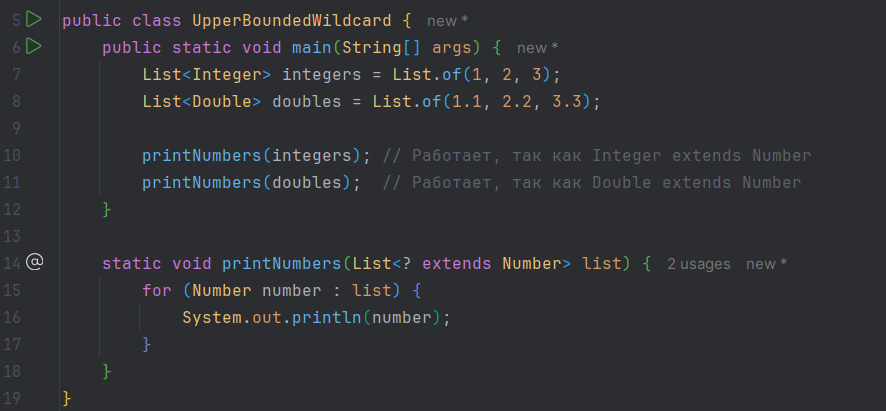 5 public class UpperBoundedWildcard { new *
6 public static void main(String[] args) { new *
7 List<Integer> integers = List.of(1, 2, 3);
8 List<Double> doubles = List.of(1.1, 2.2, 3.3);
9
10 printNumbers(integers); // Работает, так как Integer extends Number
11 printNumbers(doubles);  // Работает, так как Double extends Number
12 }
13
14 @ static void printNumbers(List<? extends Number> list) { 2 usages new *
15 for (Number number : list) {
16 System.out.println(number);
17 }
18 }
19 }